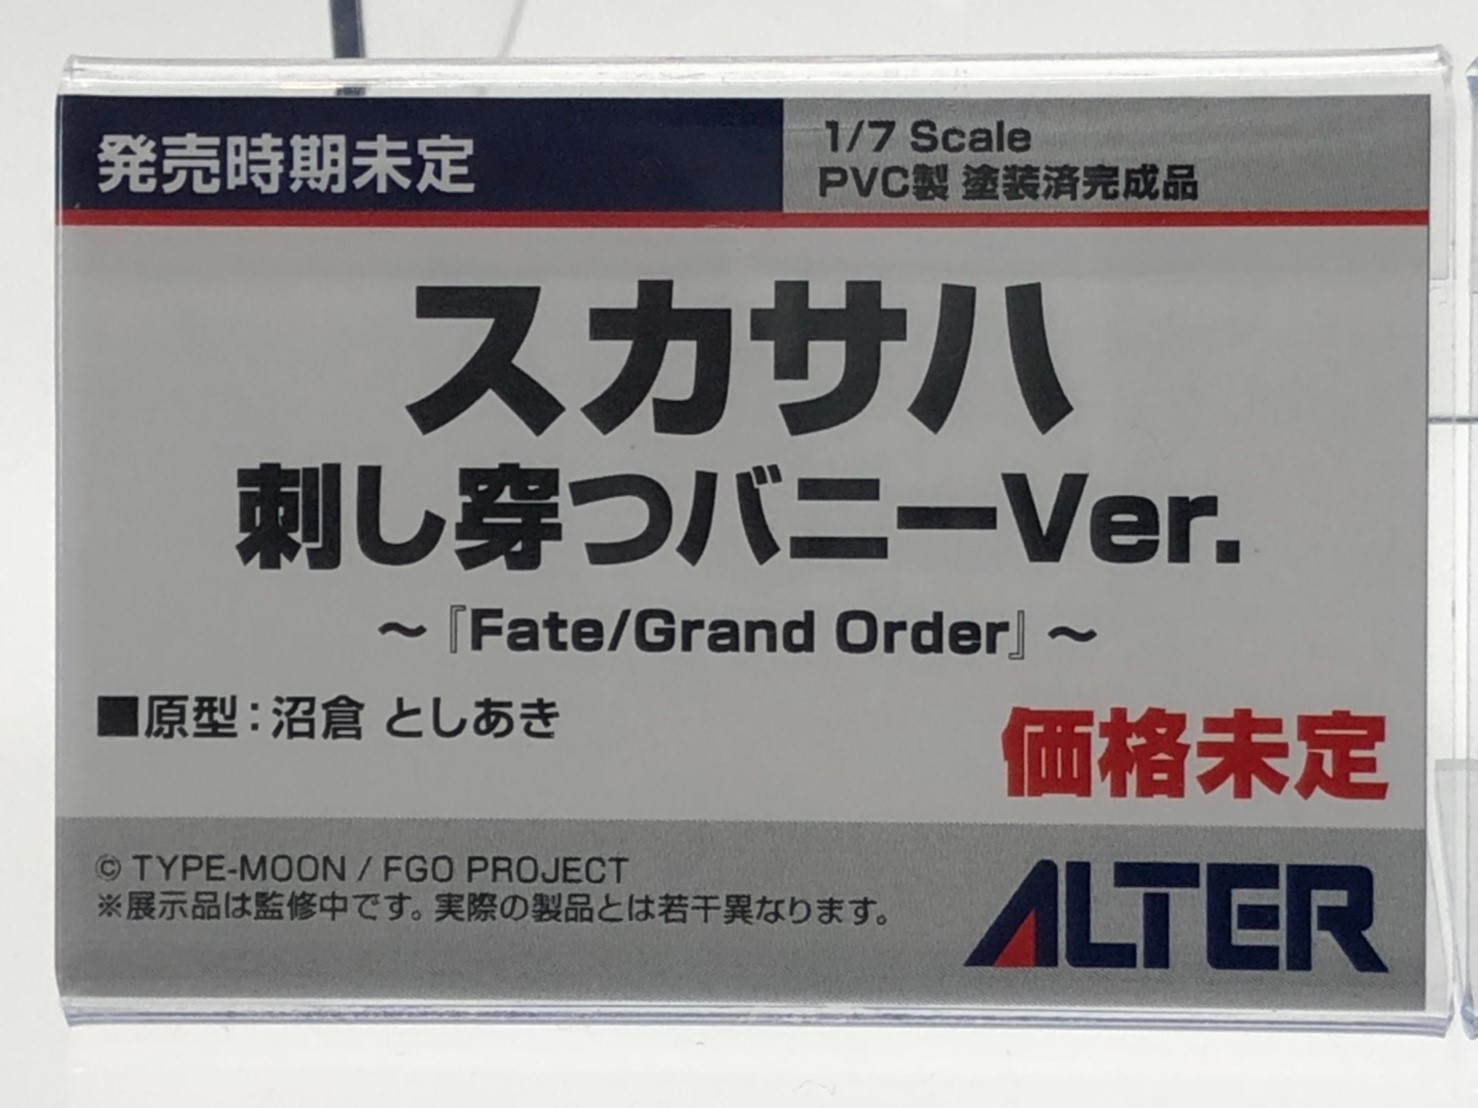 発売時期未定
1/7 Scale
PVC製 塗装済完成品
スカサハ
刺し穿つバニーVer.
～『Fate/Grand Order』～
■原型：沼倉 としあき
価格未定
© TYPE-MOON / FGO PROJECT
※展示品は監修中です。実際の製品とは若干異なります。
ALTER